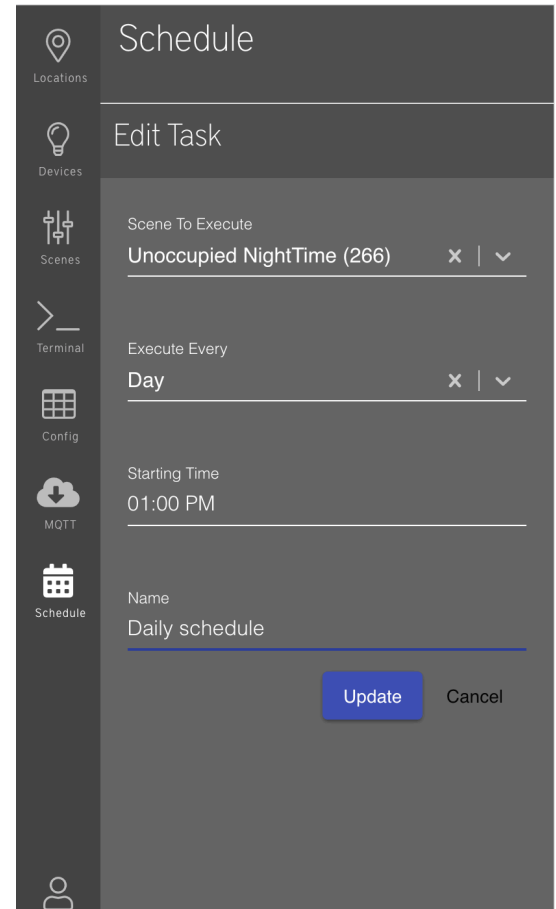 Locations
Devices
Scenes
Terminal
Config
MQTT
Schedule
Schedule
Edit Task
Scene To Execute
Unoccupied NightTime (266)
Execute Every
Day
Starting Time
01:00 PM
Name
Daily schedule
Update Cancel